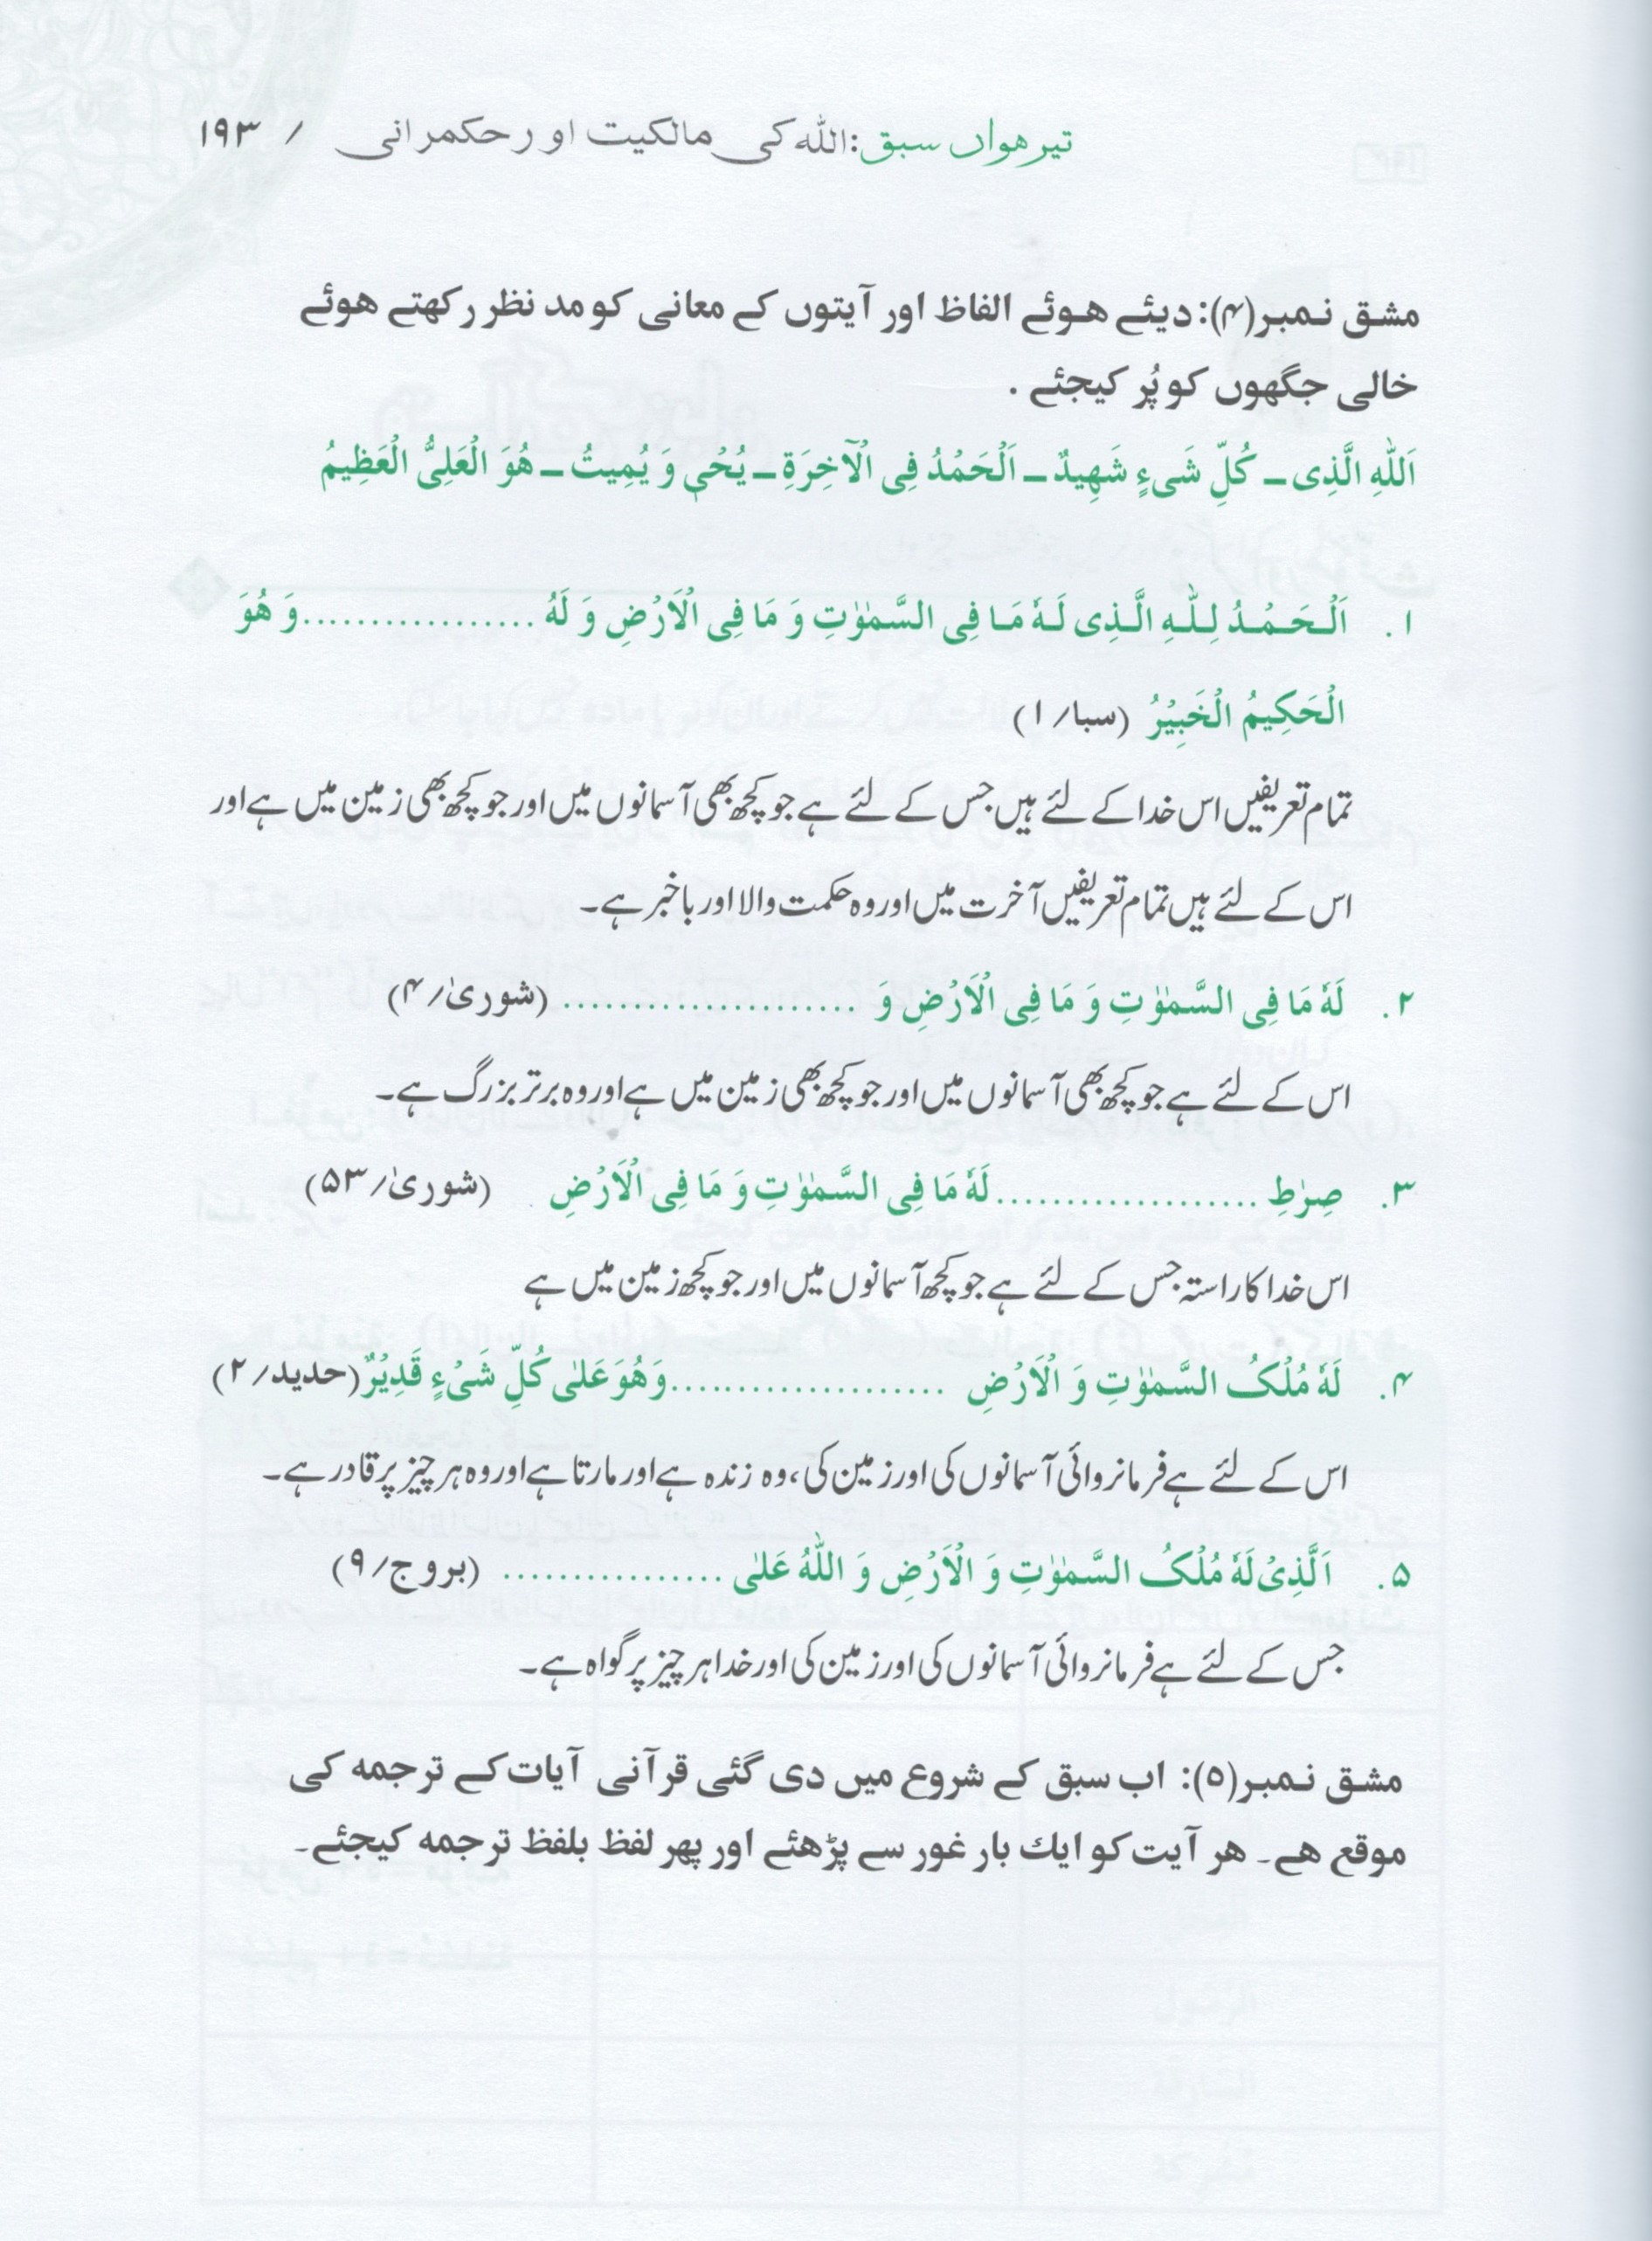 تیرھواں سبق:اللہ کی مالکیت اور حکمرانی / ۱۹۳
مشق نمبر(۴): دیئے ھوئے الفاظ اور آیتوں کے معانی کو مد نظر رکھتے ھوئے
خالی جگھوں کو پُر کیجئے .
اَللّٰهِ الَّذِی ـ کُلِّ شَیءٍ شَهِیدٌ ـ اَلْحَمْدُ فِی الْآخِرَةِ ـ یُحْیٖ وَ یُمِیتُ ـ هُوَ الْعَلِیُّ الْعَظِیمُ
۱. اَلْحَمْدُ لِلّٰهِ الَّذِی لَهٗ مَا فِی السَّمٰوٰتِ وَ مَا فِی الْاَرْضِ وَ لَهُ .................وَ هُوَ
الْحَکِیمُ الْخَبِیْرُ (سبا/۱)
تمام تعریفیں اس خدا کے لئے ہیں جس کے لئے ہے جو کچھ بھی آسمانوں میں اور جو کچھ بھی زمین میں ہے اور
اس کے لئے ہیں تمام تعریفیں آخرت میں اور وہ حکمت والا اور باخبر ہے۔
۲. لَهٗ مَا فِی السَّمٰوٰتِ وَ مَا فِی الْاَرْضِ وَ ..................... (شوریٰ/۴)
اس کے لئے ہے جو کچھ بھی آسمانوں میں اور جو کچھ بھی زمین میں ہے اور وہ برتر بزرگ ہے۔
۳. صِرٰطِ ...................لَهٗ مَا فِی السَّمٰوٰتِ وَ مَا فِی الْاَرْضِ (شوریٰ/۵۳)
اس خدا کا راستہ جس کے لئے ہے جو کچھ آسمانوں میں اور جو کچھ زمین میں ہے
۴. لَهٗ مُلْکُ السَّمٰوٰتِ وَ الْاَرْضِ ....................وَ هُوَ عَلٰی کُلِّ شَیْءٍ قَدِیْرٌ (حدید/۲)
اس کے لئے ہے فرمانروائی آسمانوں کی اور زمین کی، وہ زندہ ہے اور مارتا ہے اور وہ ہر چیز پر قادر ہے۔
۵. اَلَّذِیْ لَهٗ مُلْکُ السَّمٰوٰتِ وَ الْاَرْضِ وَ اللّٰهُ عَلٰی ................ (بروج/۹)
جس کے لئے ہے فرمانروائی آسمانوں کی اور زمین کی اور خدا ہر چیز پر گواہ ہے۔
مشق نمبر(۵): اب سبق کے شروع میں دی گئی قرآنی آیات کے ترجمه کی
موقع ھے۔ ھر آیت کو ایك بار غور سے پڑھئے اور پھر لفظ بلفظ ترجمه کیجئے۔